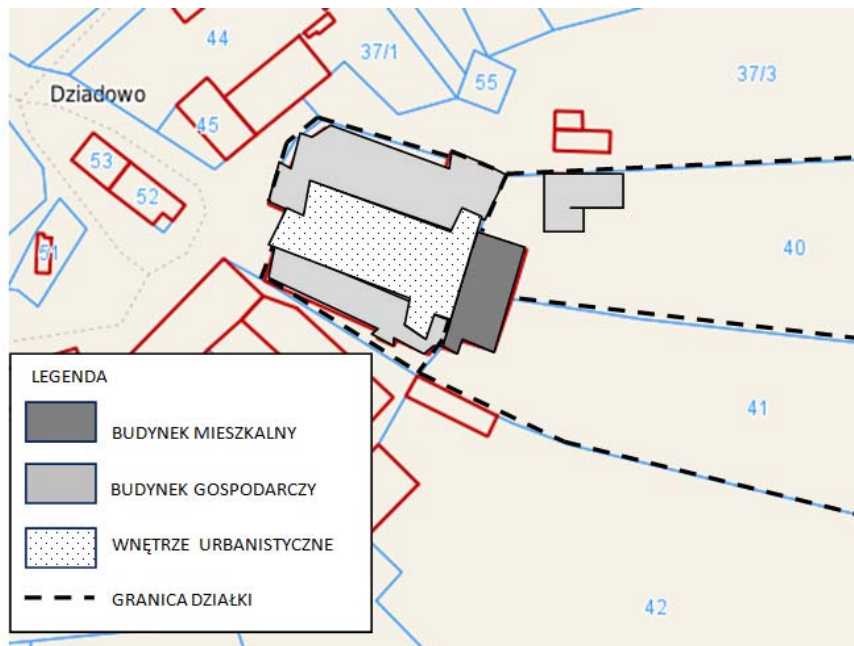 44
37/1
55
37/3
Dziadowo
45
53
52
51
40
41
42
LEGENDA
BUDYNEK MIESZKALNY
BUDYNEK GOSPODARCZY
WNĘTRZE URBANISTYCZNE
GRANICA DZIAŁKI